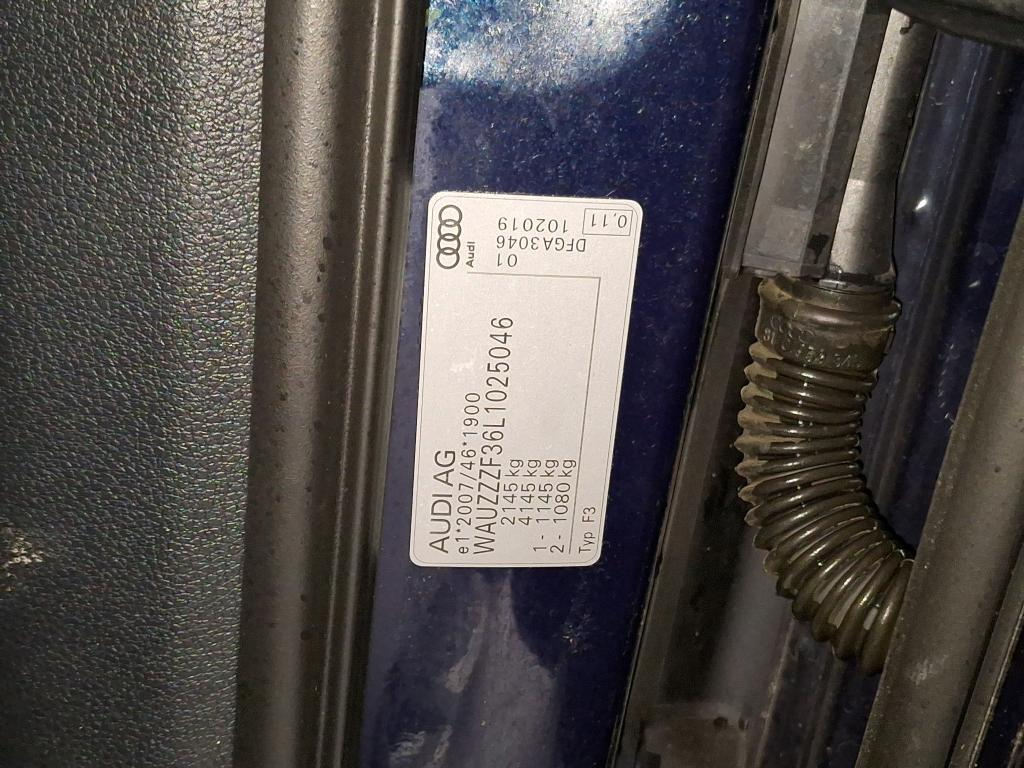 AUDI AG
e1*2007/46*1900
WAUZZZF36L1025046
2145 kg
4145 kg
1 - 1145 kg
2 - 1080 kg
Typ F3
Audi
01
DFGA3046
102019
0,11